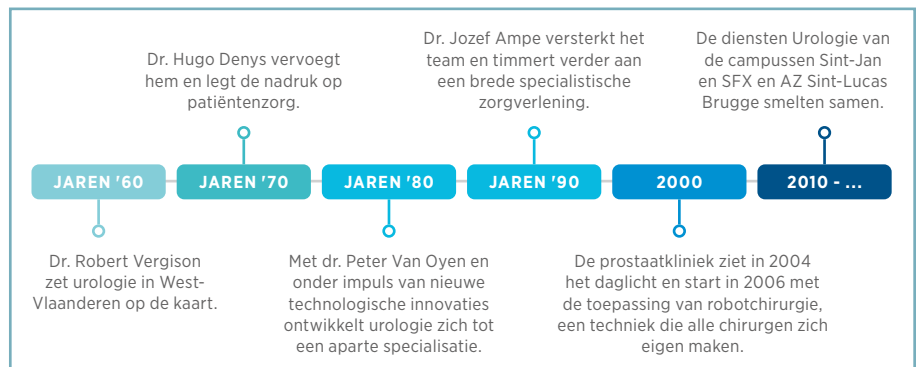 Dr. Hugo Denys vervoegt
hem en legt de nadruk op
patiëntenzorg.
Dr. Jozef Ampe versterkt het
team en timmert verder aan
een brede specialistische
zorgverlening.
De diensten Urologie van
de campussen Sint-Jan
en SFX en AZ Sint-Lucas
Brugge smelten samen.
JAREN '60
JAREN '70
JAREN '80
JAREN '90
2000
2010 - ...
Dr. Robert Vergison
zet urologie in West-
Vlaanderen op de kaart.
Met dr. Peter Van Oyen en
onder impuls van nieuwe
technologische innovaties
ontwikkelt urologie zich tot
een aparte specialisatie.
De prostaatkliniek ziet in 2004
het daglicht en start in 2006 met
de toepassing van robotchirurgie,
een techniek die alle chirurgen zich
eigen maken.